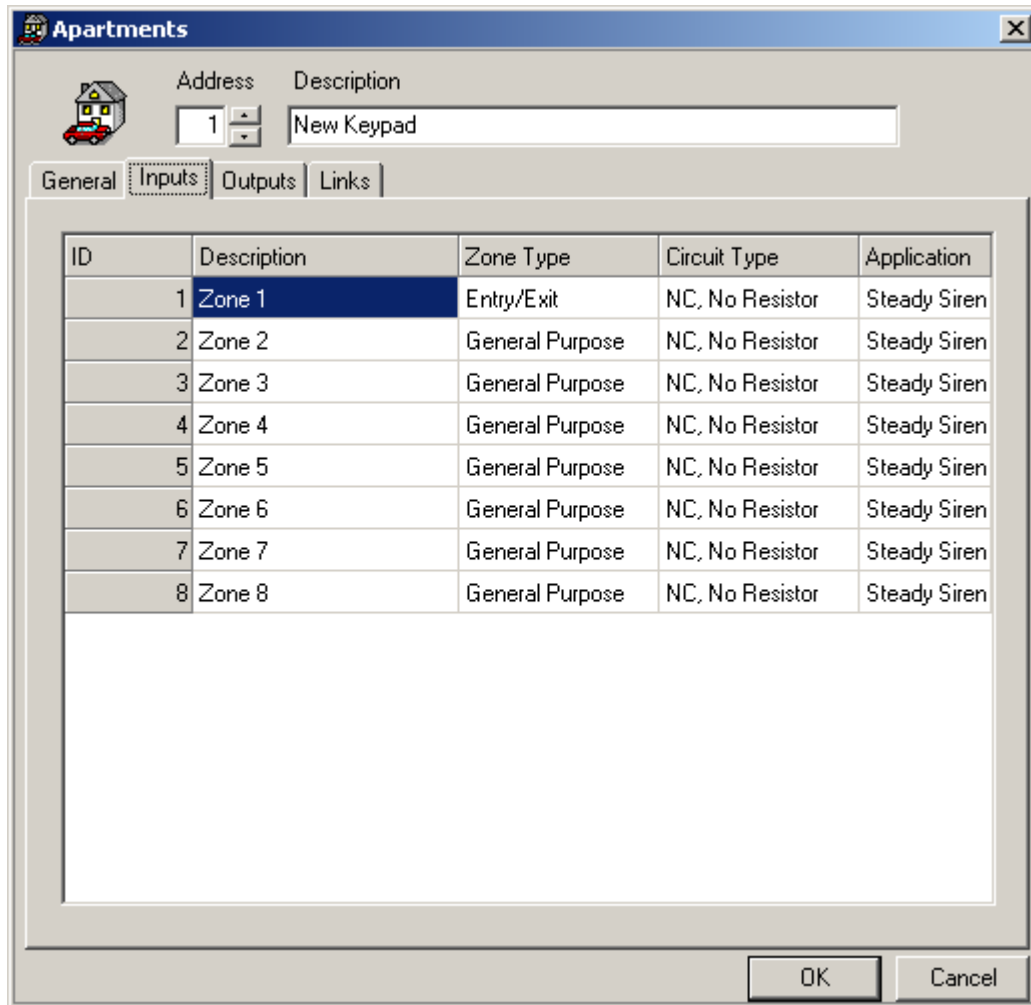 Apartments
Address Description
1 New Keypad
General Inputs Outputs Links
ID Description Zone Type Circuit Type Application
1 Zone 1 Entry/Exit NC, No Resistor Steady Siren
2 Zone 2 General Purpose NC, No Resistor Steady Siren
3 Zone 3 General Purpose NC, No Resistor Steady Siren
4 Zone 4 General Purpose NC, No Resistor Steady Siren
5 Zone 5 General Purpose NC, No Resistor Steady Siren
6 Zone 6 General Purpose NC, No Resistor Steady Siren
7 Zone 7 General Purpose NC, No Resistor Steady Siren
8 Zone 8 General Purpose NC, No Resistor Steady Siren
OK Cancel